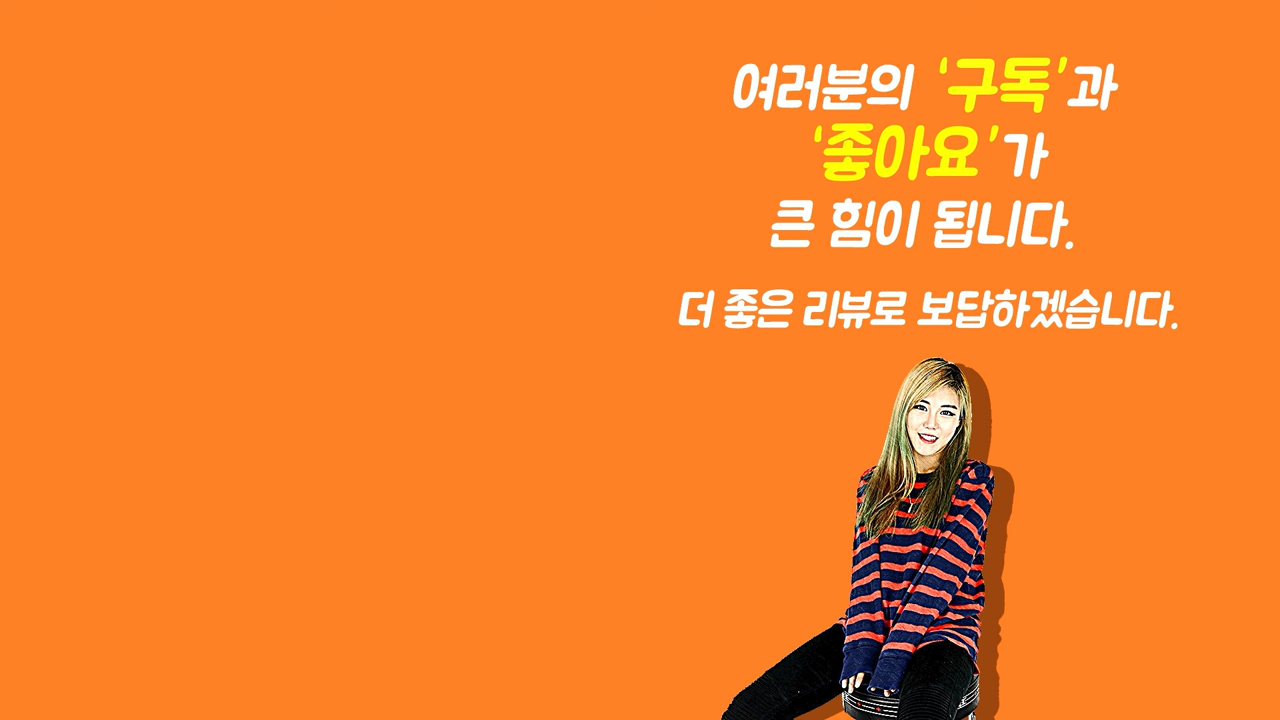 여러분의 '구독'과
'좋아요'가
큰 힘이 됩니다.
더 좋은 리뷰로 보답하겠습니다.